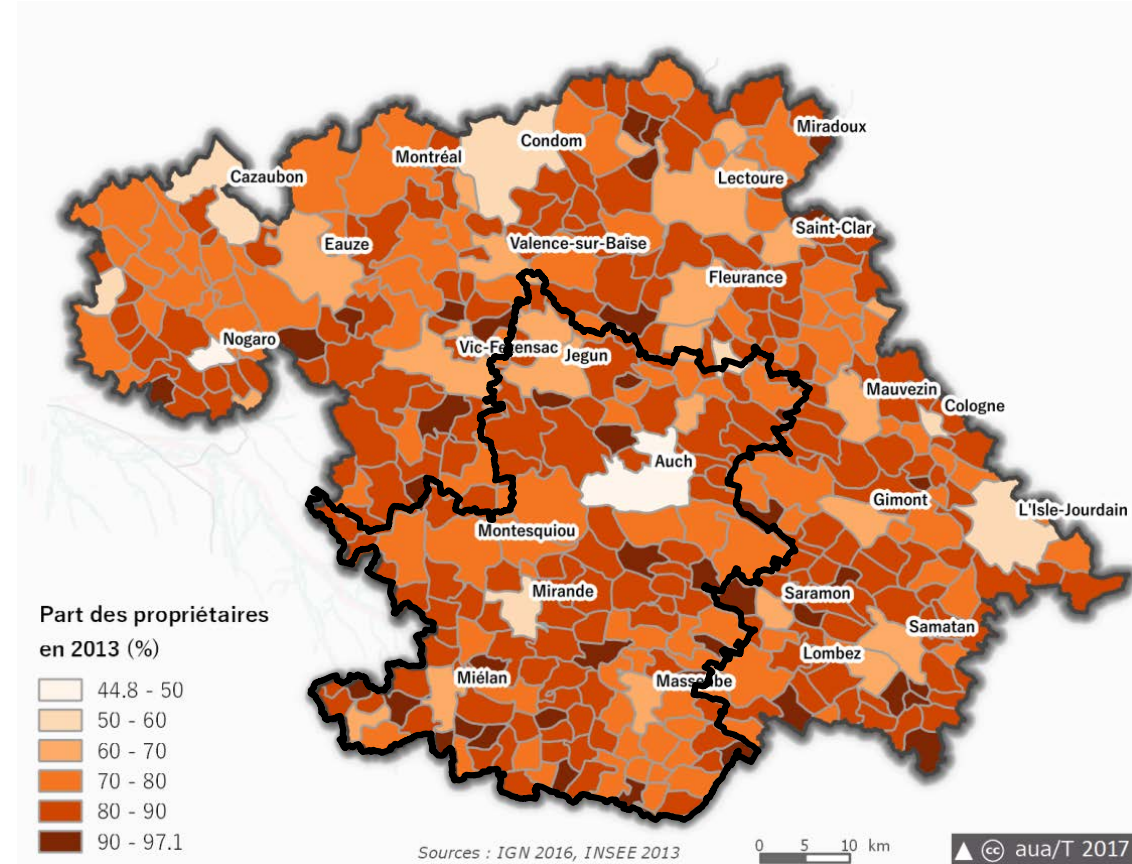 Miradoux
Condom
Montréal
Lectoure
Cazaubon
Saint-Clar
Eauze
Valence-sur-Baïse
Fleurance
Nogaro
Vic-Fezensac
Jegun
Mauvezin
Cologne
Auch
Gimont
L'Isle-Jourdain
Montesquiou
Mirande
Saramon
Samatan
Lombez
Miélan
Masseube
Part des propriétaires
en 2013 (%)
44.8 - 50
50 - 60
60 - 70
70 - 80
80 - 90
90 - 97.1
Sources : IGN 2016, INSEE 2013
0 5 10 km
cc aua/T 2017